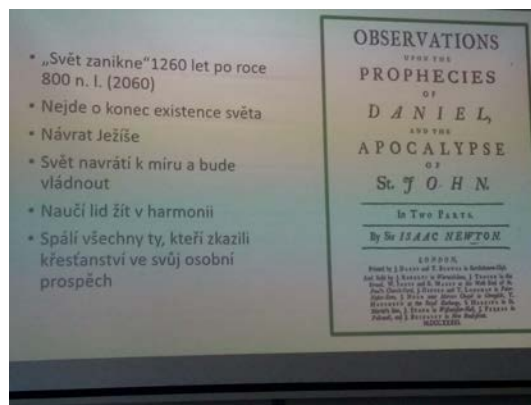 • „Svět zanikne“1260 let po roce
800 n. l. (2060)
• Nejde o konec existence světa
• Návrat Ježíše
• Svět navrátí k míru a bude
vládnout
• Naučí lid žít v harmonii
• Spálí všechny ty, kteří zkazili
křesťanství ve svůj osobní
prospěch
OBSERVATIONS
UPON THE
PROPHECIES
OF
DANIEL,
AND THE
APOCALYPSE
OF
St. JOHN.
In Two Parts.
By Sir ISAAC NEWTON.
LONDON,